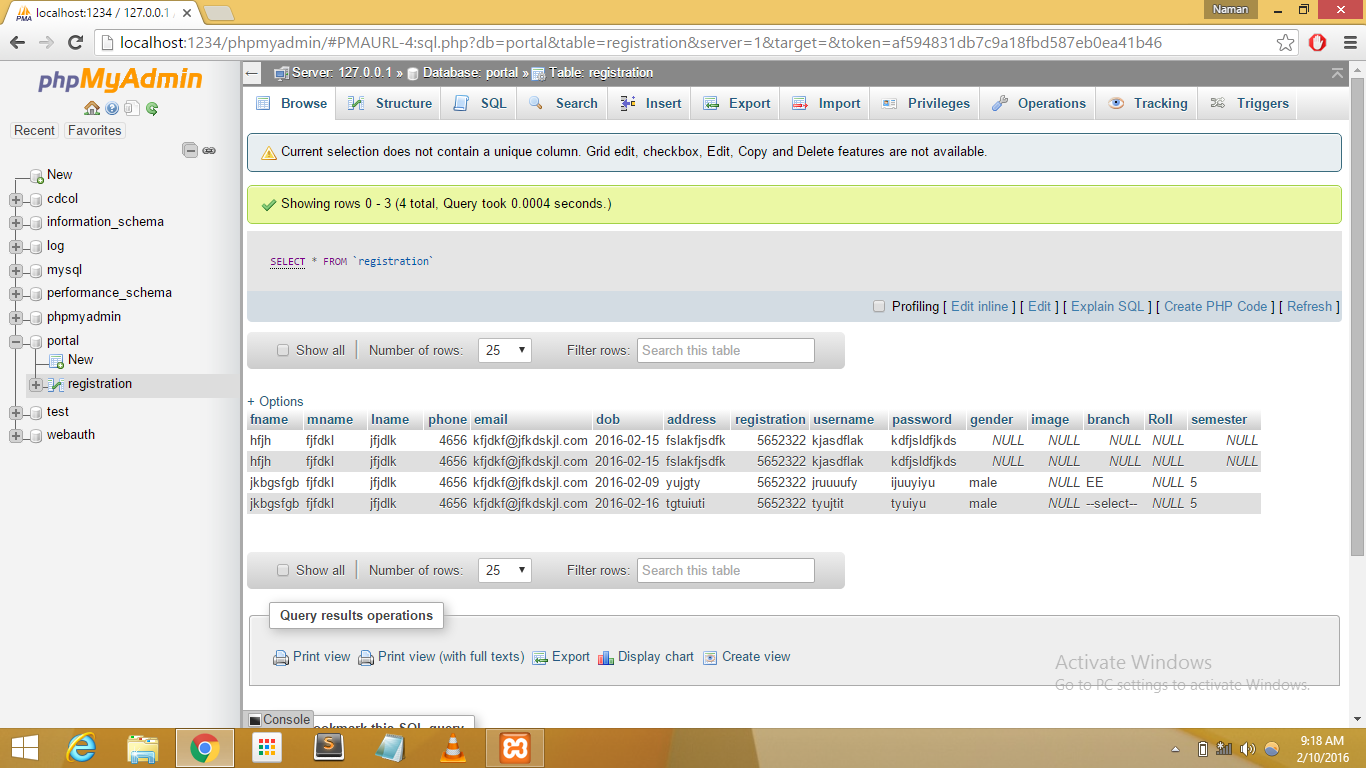 localhost:1234 / 127.0.0.1
Naman
localhost:1234/phpmyadmin/#PMAURL-4:sql.php?db=portal&table=registration&server=1&target=&token=af594831db7c9a18fbd587eb0ea41b46
phpMyAdmin
Recent Favorites
New
cdcol
information_schema
log
mysql
performance_schema
phpmyadmin
portal
New
registration
test
webauth
Server: 127.0.0.1 » Database: portal » Table: registration
Browse Structure SQL Search Insert Export Import Privileges Operations Tracking Triggers
Current selection does not contain a unique column. Grid edit, checkbox, Edit, Copy and Delete features are not available.
Showing rows 0 - 3 (4 total, Query took 0.0004 seconds.)
SELECT * FROM `registration`
Profiling [ Edit inline ] [ Edit ] [ Explain SQL ] [ Create PHP Code ] [ Refresh ]
Show all Number of rows: 25 Filter rows: Search this table
+ Options
fname mname lname phone email dob address registration username password gender image branch Roll semester
hfjh fjfdkl jfjdlk 4656 kfjdkf@jfkdskjl.com 2016-02-15 fslakfjsdfk 5652322 kjasdflak kdfjsldfjkds NULL NULL NULL NULL NULL
hfjh fjfdkl jfjdlk 4656 kfjdkf@jfkdskjl.com 2016-02-15 fslakfjsdfk 5652322 kjasdflak kdfjsldfjkds NULL NULL NULL NULL NULL
jkbgsfgb fjfdkl jfjdlk 4656 kfjdkf@jfkdskjl.com 2016-02-09 yujgty 5652322 jruuuufy ijuuyiyu male NULL EE NULL 5
jkbgsfgb fjfdkl jfjdlk 4656 kfjdkf@jfkdskjl.com 2016-02-16 tgtuiuti 5652322 tyujtit tyuiyu male NULL --select-- NULL 5
Show all Number of rows: 25 Filter rows: Search this table
Query results operations
Print view Print view (with full texts) Export Display chart Create view
Activate Windows
Go to PC settings to activate Windows.
Console
9:18 AM
2/10/2016